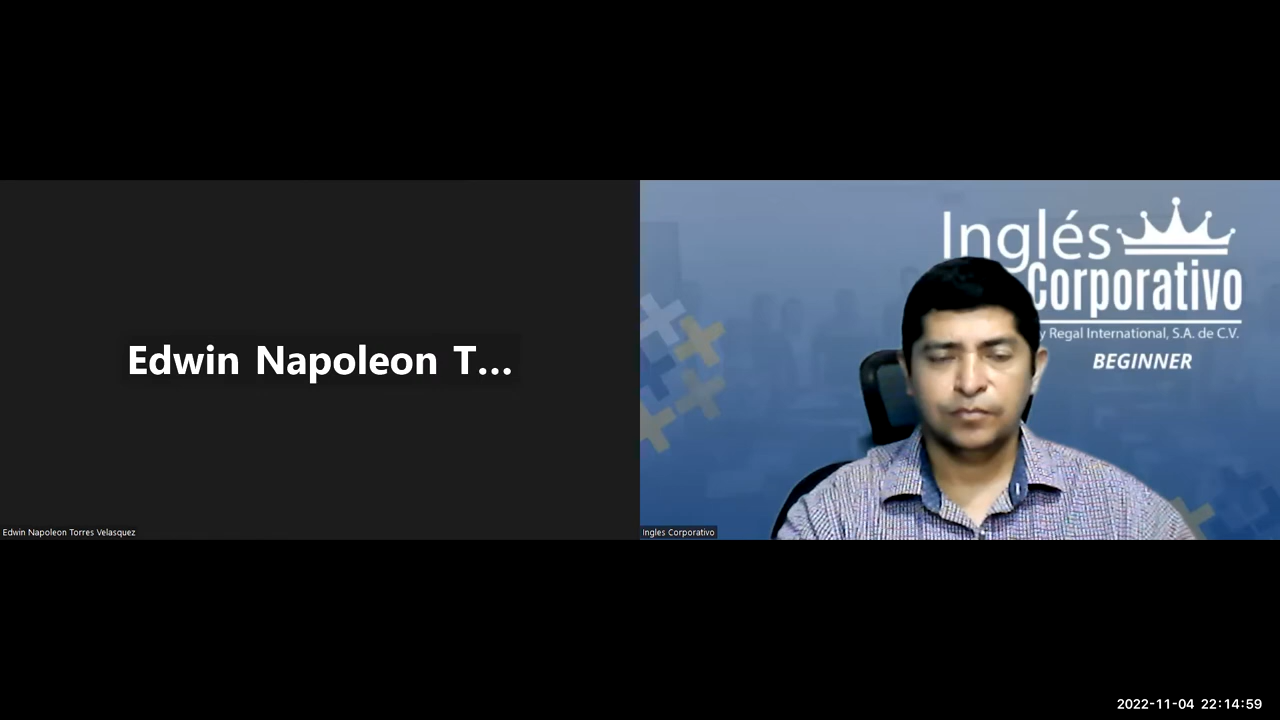 Edwin Napoleon T...
Edwin Napoleon Torres Velasquez
Inglés
Corporativo
y Regal International, S.A. de C.V.
BEGINNER
Ingles Corporativo
2022-11-04 22:14:59